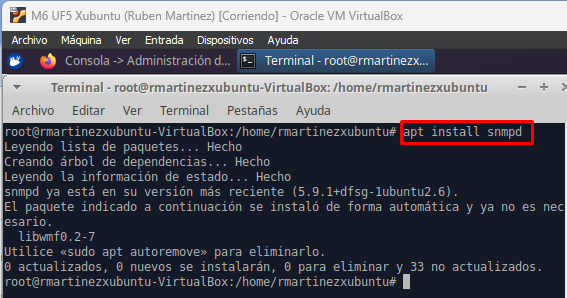 M6 UF5 Xubuntu (Ruben Martinez) [Corriendo] - Oracle VM VirtualBox
Archivo Máquina Ver Entrada Dispositivos Ayuda
Consola -> Administración d... Terminal - root@rmartinezx...
Terminal - root@rmartinezxubuntu-VirtualBox: /home/rmartinezxubuntu
Archivo Editar Ver Terminal Pestañas Ayuda
root@rmartinezxubuntu-VirtualBox:/home/rmartinezxubuntu# apt install snmpd
Leyendo lista de paquetes... Hecho
Creando árbol de dependencias... Hecho
Leyendo la información de estado... Hecho
snmpd ya está en su versión más reciente (5.9.1+dfsg-1ubuntu2.6).
El paquete indicado a continuación se instaló de forma automática y ya no es nec
esario.
libwmf0.2-7
Utilice «sudo apt autoremove» para eliminarlo.
0 actualizados, 0 nuevos se instalarán, 0 para eliminar y 33 no actualizados.
root@rmartinezxubuntu-VirtualBox:/home/rmartinezxubuntu#